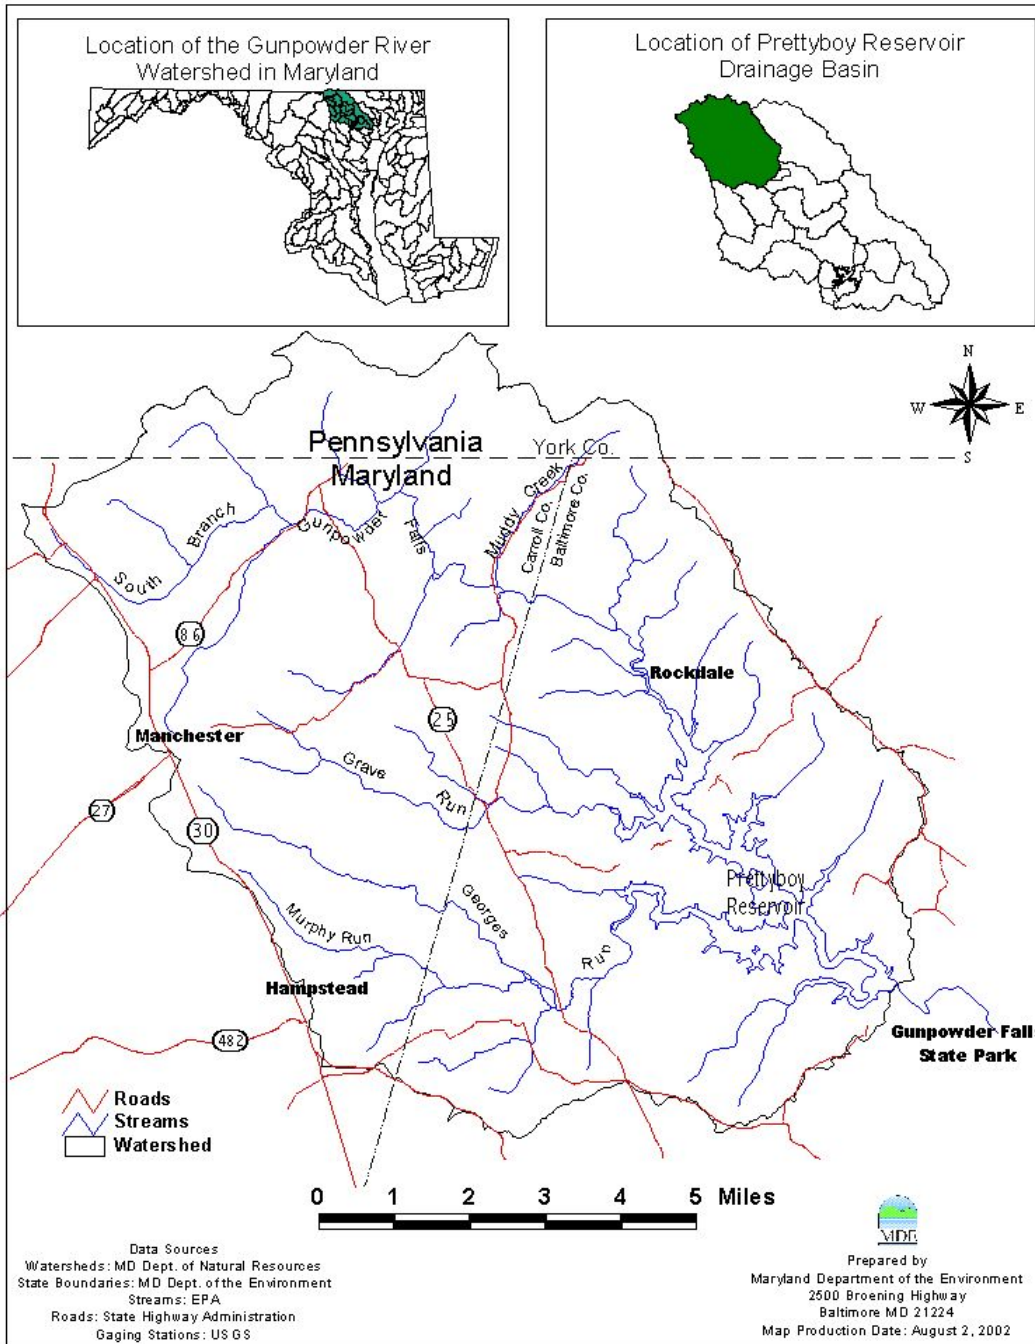 Location of the Gunpowder River
Watershed in Maryland
Location of Prettyboy Reservoir
Drainage Basin
N
W
E
S
Pennsylvania
Maryland
York Co.
Muddy Creek
Carroll Co.
Baltimore Co.
South Branch
Gunpowder Falls
86
Rockdale
25
Manchester
Grave Run
27
30
Prettyboy
Reservoir
Georges Run
Murphy Run
Hampstead
482
Gunpowder Fall
State Park
Roads
Streams
Watershed
0 1 2 3 4 5 Miles
Data Sources
Watersheds: MD Dept. of Natural Resources
State Boundaries: MD Dept. of the Environment
Streams: EPA
Roads: State Highway Administration
Gaging Stations: USGS
MDE
Prepared by
Maryland Department of the Environment
2500 Broening Highway
Baltimore MD 21224
Map Production Date: August 2, 2002